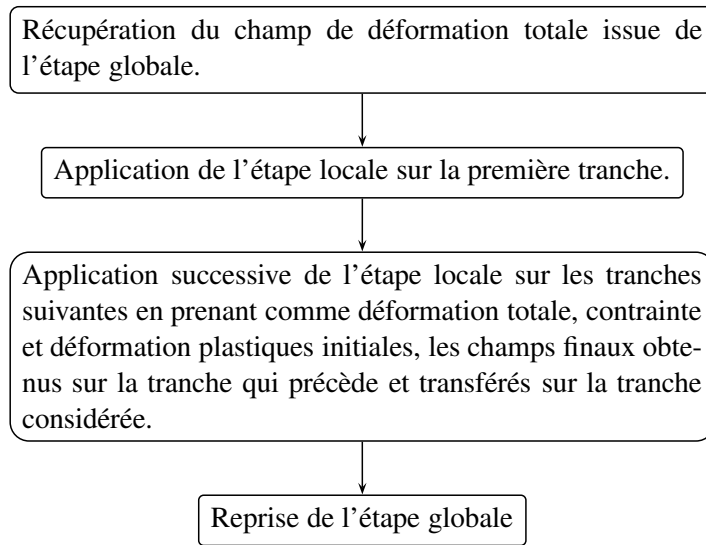 Récupération du champ de déformation totale issue de
l'étape globale.
Application de l'étape locale sur la première tranche.
Application successive de l'étape locale sur les tranches
suivantes en prenant comme déformation totale, contrainte
et déformation plastiques initiales, les champs finaux obte-
nus sur la tranche qui précède et transférés sur la tranche
considérée.
Reprise de l'étape globale